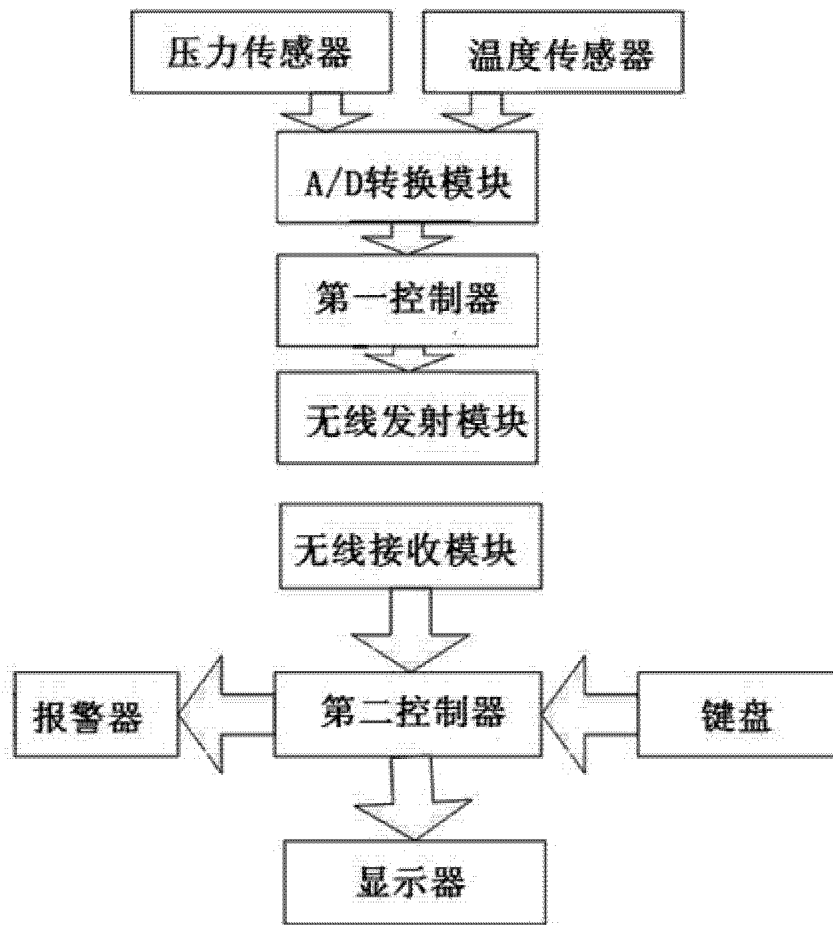 压力传感器
温度传感器
A/D转换模块
第一控制器
无线发射模块
无线接收模块
报警器
第二控制器
键盘
显示器